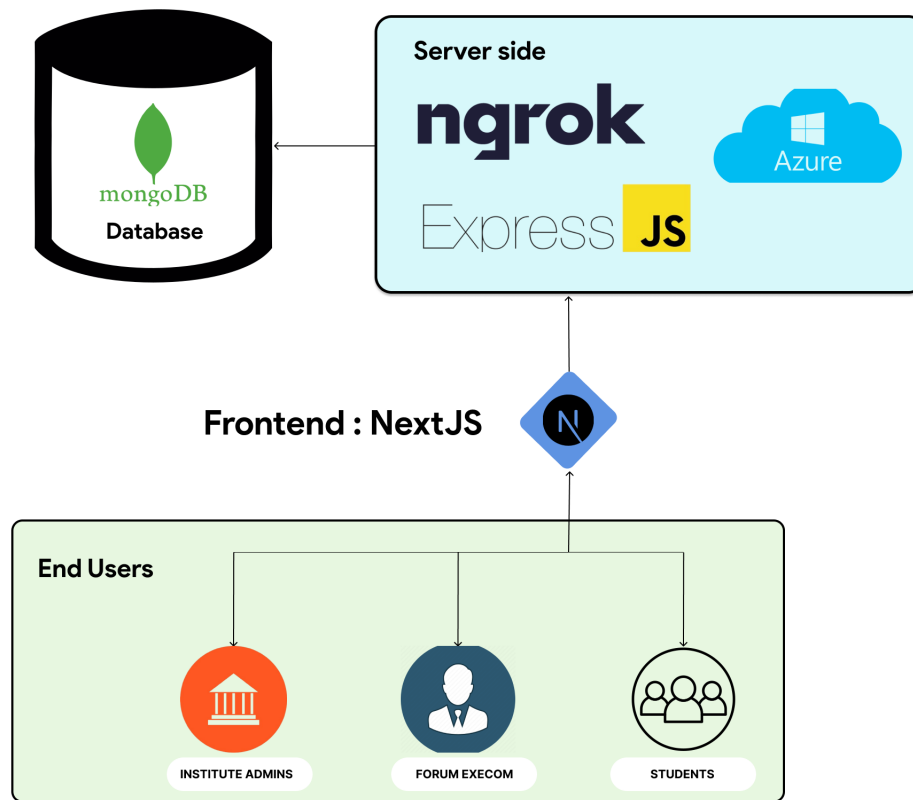 Server side
ngrok
Azure
Express JS
mongoDB
Database
Frontend : NextJS
N
End Users
INSTITUTE ADMINS
FORUM EXECOM
STUDENTS